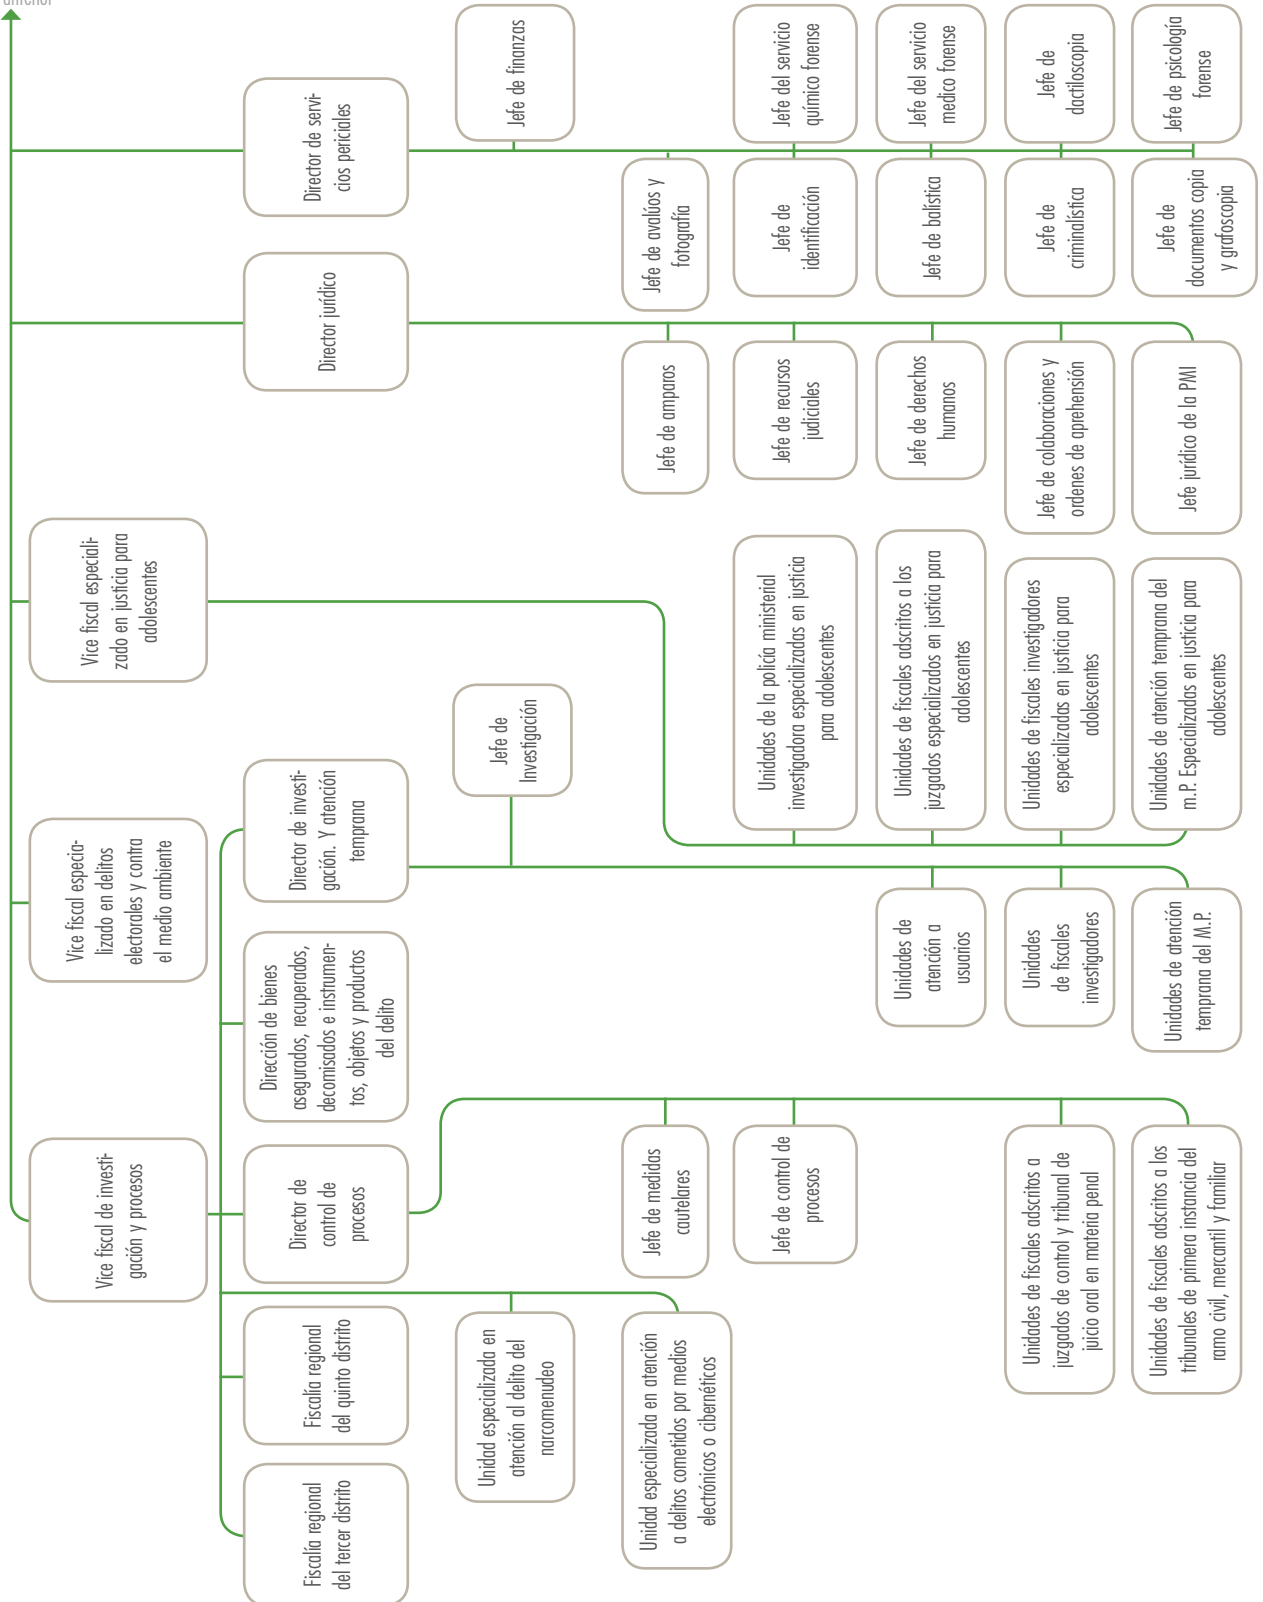 anterior
Vice fiscal de investi-
gación y procesos
Vice fiscal especia-
lizado en delitos
electorales y contra
el medio ambiente
Vice fiscal especiali-
zado en justicia para
adolescentes
Fiscalía regional
del tercer distrito
Fiscalía regional
del quinto distrito
Director de
control de
procesos
Dirección de bienes
asegurados, recuperados,
decomisados e instrumen-
tos, objetos y productos
del delito
Director de investi-
gación. Y atención
temprana
Director jurídico
Director de servi-
cios periciales
Unidad especializada en
atención al delito del
narcomenudeo
Jefe de
Investigación
Jefe de finanzas
Unidad especializada en atención
a delitos cometidos por medios
electrónicos o cibernéticos
Jefe de medidas
cautelares
Jefe de amparos
Jefe de avalúos y
fotografía
Jefe de control de
procesos
Unidades de la policía ministerial
investigadora especializadas en justicia
para adolescentes
Jefe de recursos
judiciales
Jefe de
identificación
Jefe del servicio
químico forense
Unidades de
atención a
usuarios
Unidades de fiscales adscritos a los
juzgados especializados en justicia para
adolescentes
Jefe de derechos
humanos
Jefe de balística
Jefe del servicio
medico forense
Unidades de fiscales adscritos a
juzgados de control y tribunal de
juicio oral en materia penal
Unidades
de fiscales
investigadores
Unidades de fiscales investigadores
especializadas en justicia para
adolescentes
Jefe de colaboraciones y
ordenes de aprehensión
Jefe de
criminalística
Jefe de
dactiloscopia
Unidades de fiscales adscritos a los
tribunales de primera instancia del
ramo civil, mercantil y familiar
Unidades de atención
temprana del M.P.
Unidades de atención temprana del
m.P. Especializadas en justicia para
adolescentes
Jefe jurídico de la PMI
Jefe de
documentos copia
y grafoscopia
Jefe de psicología
forense